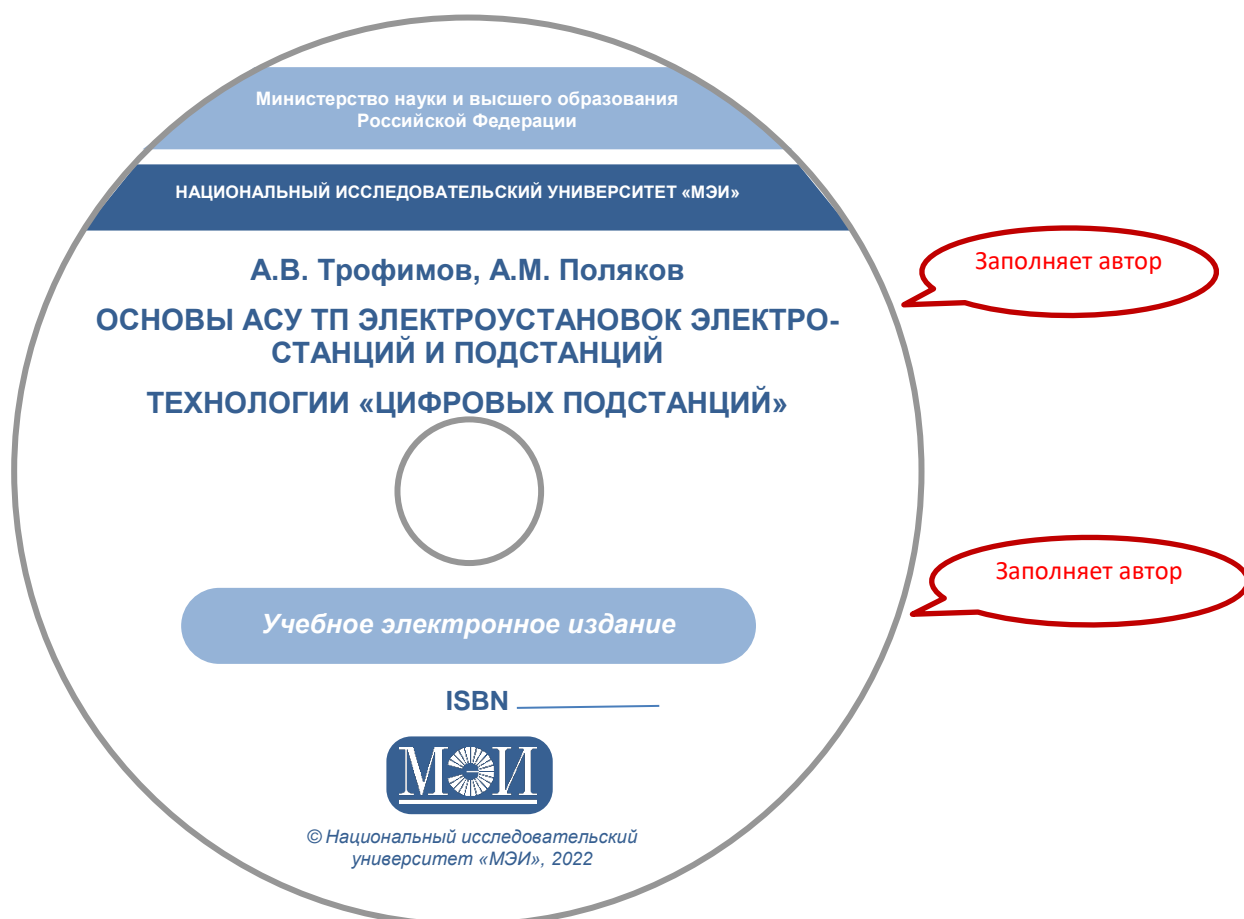 Министерство науки и высшего образования
Российской Федерации
НАЦИОНАЛЬНЫЙ ИССЛЕДОВАТЕЛЬСКИЙ УНИВЕРСИТЕТ «МЭИ»
А.В. Трофимов, А.М. Поляков
Заполняет автор
ОСНОВЫ АСУ ТП ЭЛЕКТРОУСТАНОВОК ЭЛЕКТРО-
СТАНЦИЙ И ПОДСТАНЦИЙ
ТЕХНОЛОГИИ «ЦИФРОВЫХ ПОДСТАНЦИЙ»
Заполняет автор
Учебное электронное издание
ISBN
МЭИ
© Национальный исследовательский
университет «МЭИ», 2022